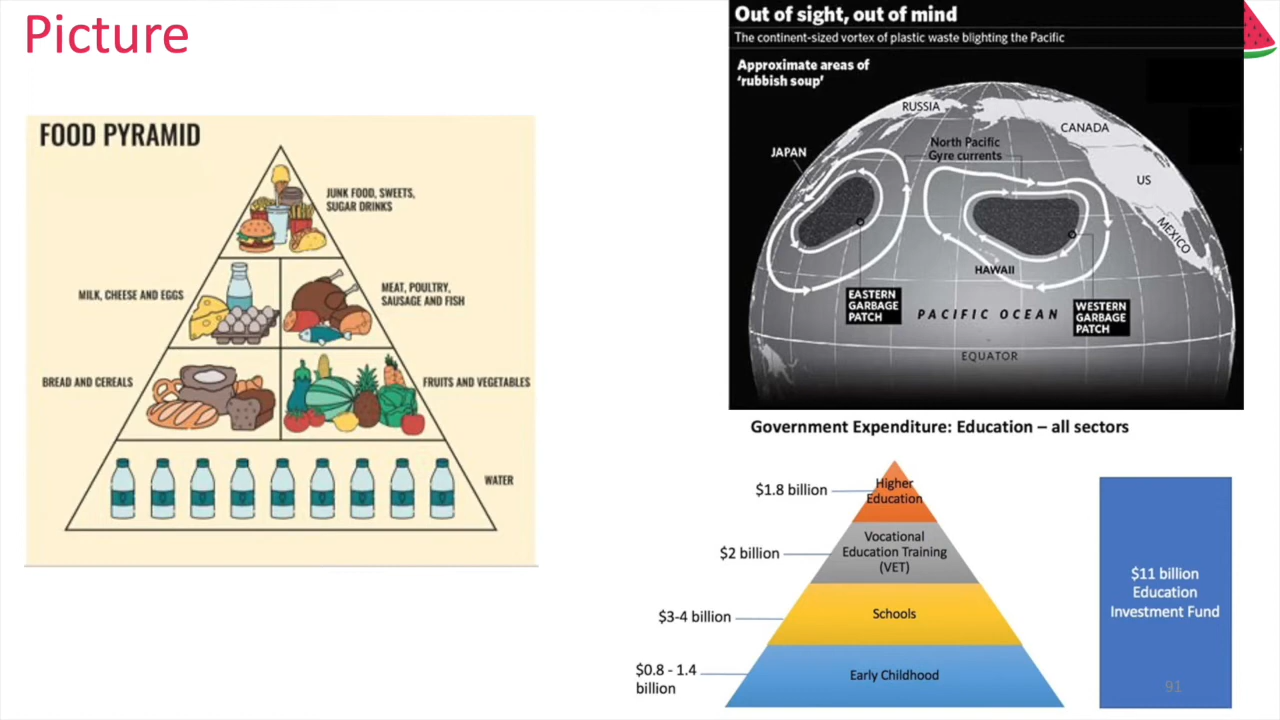 Picture
FOOD PYRAMID
JUNK FOOD, SWEETS,
SUGAR DRINKS
MILK, CHEESE AND EGGS
MEAT, POULTRY,
SAUSAGE AND FISH
BREAD AND CEREALS
FRUITS AND VEGETABLES
WATER
Out of sight, out of mind
The continent-sized vortex of plastic waste blighting the Pacific
Approximate areas of
'rubbish soup'
RUSSIA
CANADA
JAPAN
North Pacific
Gyre currents
US
MEXICO
HAWAII
EASTERN
GARBAGE
PATCH
PACIFIC OCEAN
WESTERN
GARBAGE
PATCH
EQUATOR
Government Expenditure: Education – all sectors
$1.8 billion
Higher
Education
$2 billion
Vocational
Education Training
(VET)
$3-4 billion
Schools
$0.8 - 1.4
billion
Early Childhood
$11 billion
Education
Investment Fund
91